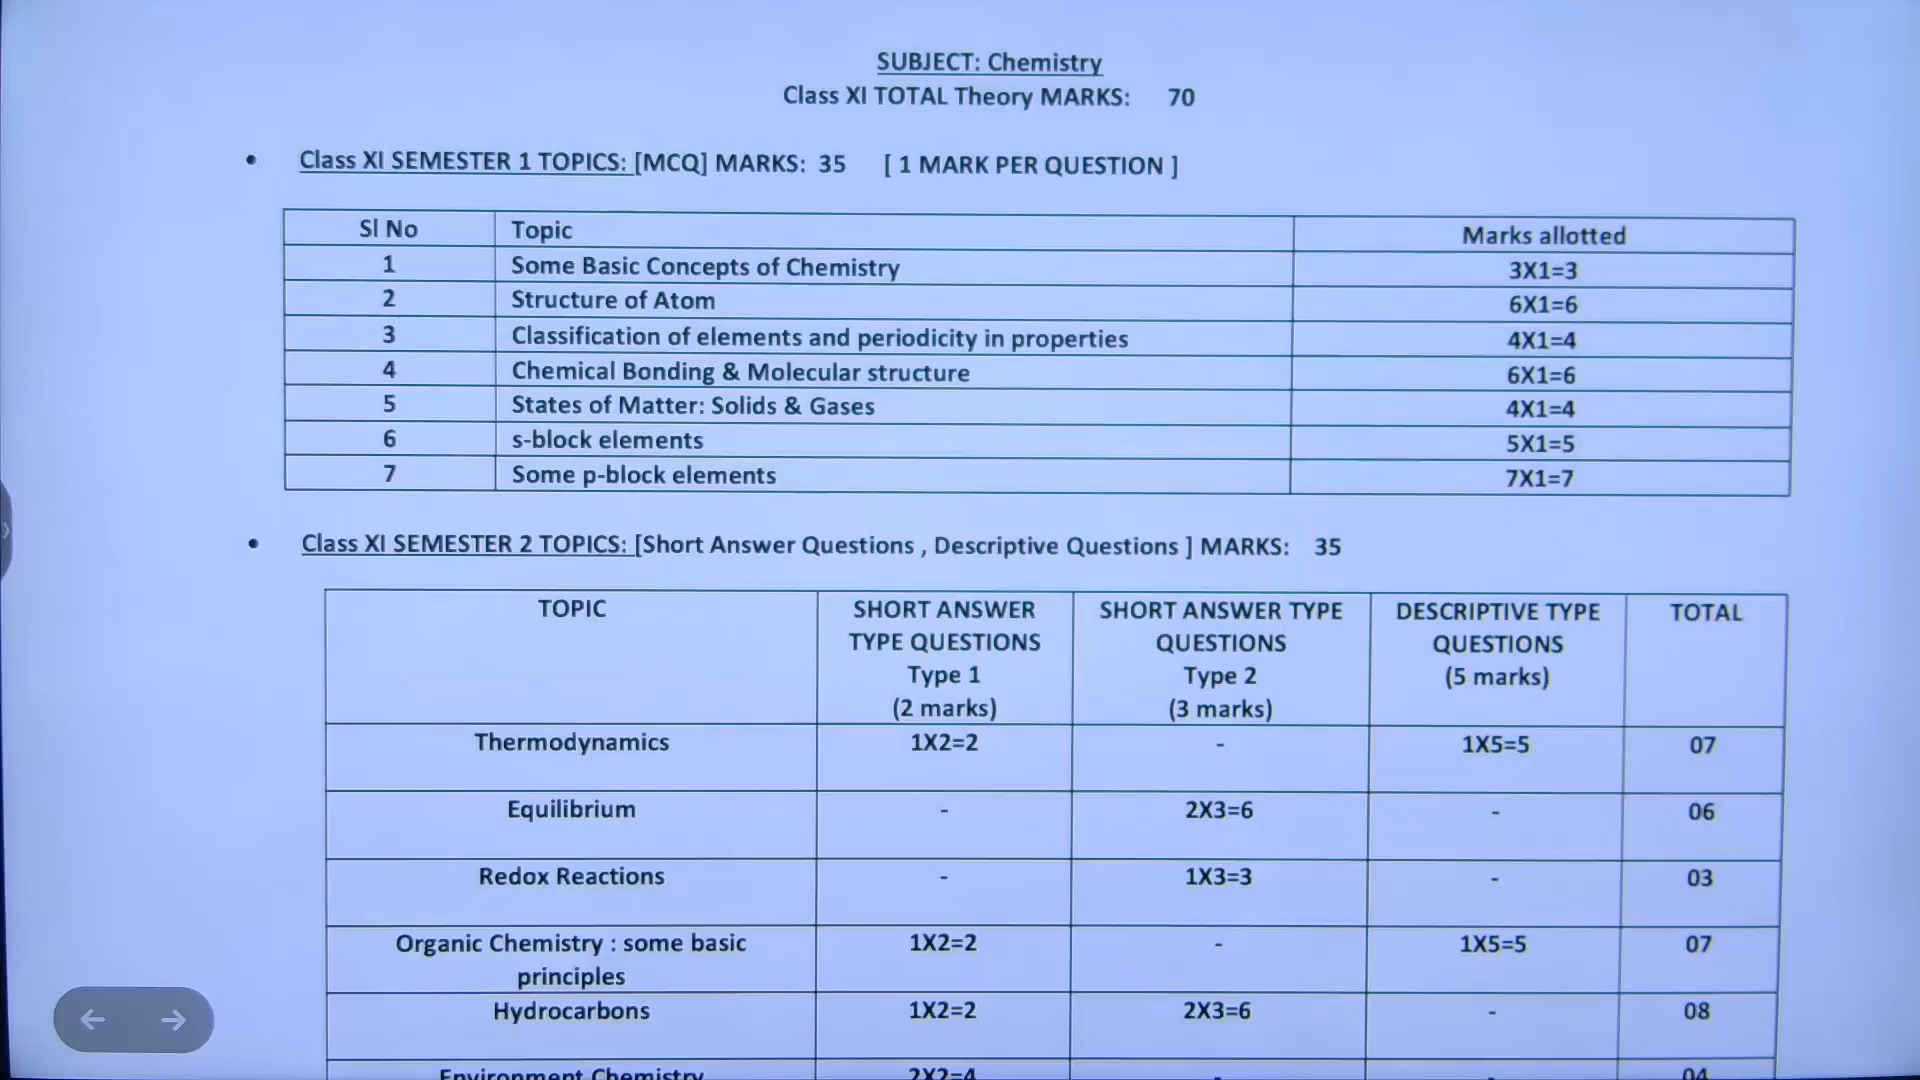 SUBJECT: Chemistry
Class XI TOTAL Theory MARKS: 70
• Class XI SEMESTER 1 TOPICS: [MCQ] MARKS: 35 [ 1 MARK PER QUESTION ]
Sl No Topic Marks allotted
1 Some Basic Concepts of Chemistry 3X1=3
2 Structure of Atom 6X1=6
3 Classification of elements and periodicity in properties 4X1=4
4 Chemical Bonding & Molecular structure 6X1=6
5 States of Matter: Solids & Gases 4X1=4
6 s-block elements 5X1=5
7 Some p-block elements 7X1=7
• Class XI SEMESTER 2 TOPICS: [Short Answer Questions , Descriptive Questions ] MARKS: 35
TOPIC SHORT ANSWER SHORT ANSWER TYPE DESCRIPTIVE TYPE TOTAL
TYPE QUESTIONS QUESTIONS QUESTIONS
Type 1 Type 2 (5 marks)
(2 marks) (3 marks)
Thermodynamics 1X2=2 - 1X5=5 07
Equilibrium - 2X3=6 - 06
Redox Reactions - 1X3=3 - 03
Organic Chemistry : some basic 1X2=2 - 1X5=5 07
principles
Hydrocarbons 1X2=2 2X3=6 - 08
Environment Chemistry 2X2=4 - - 04